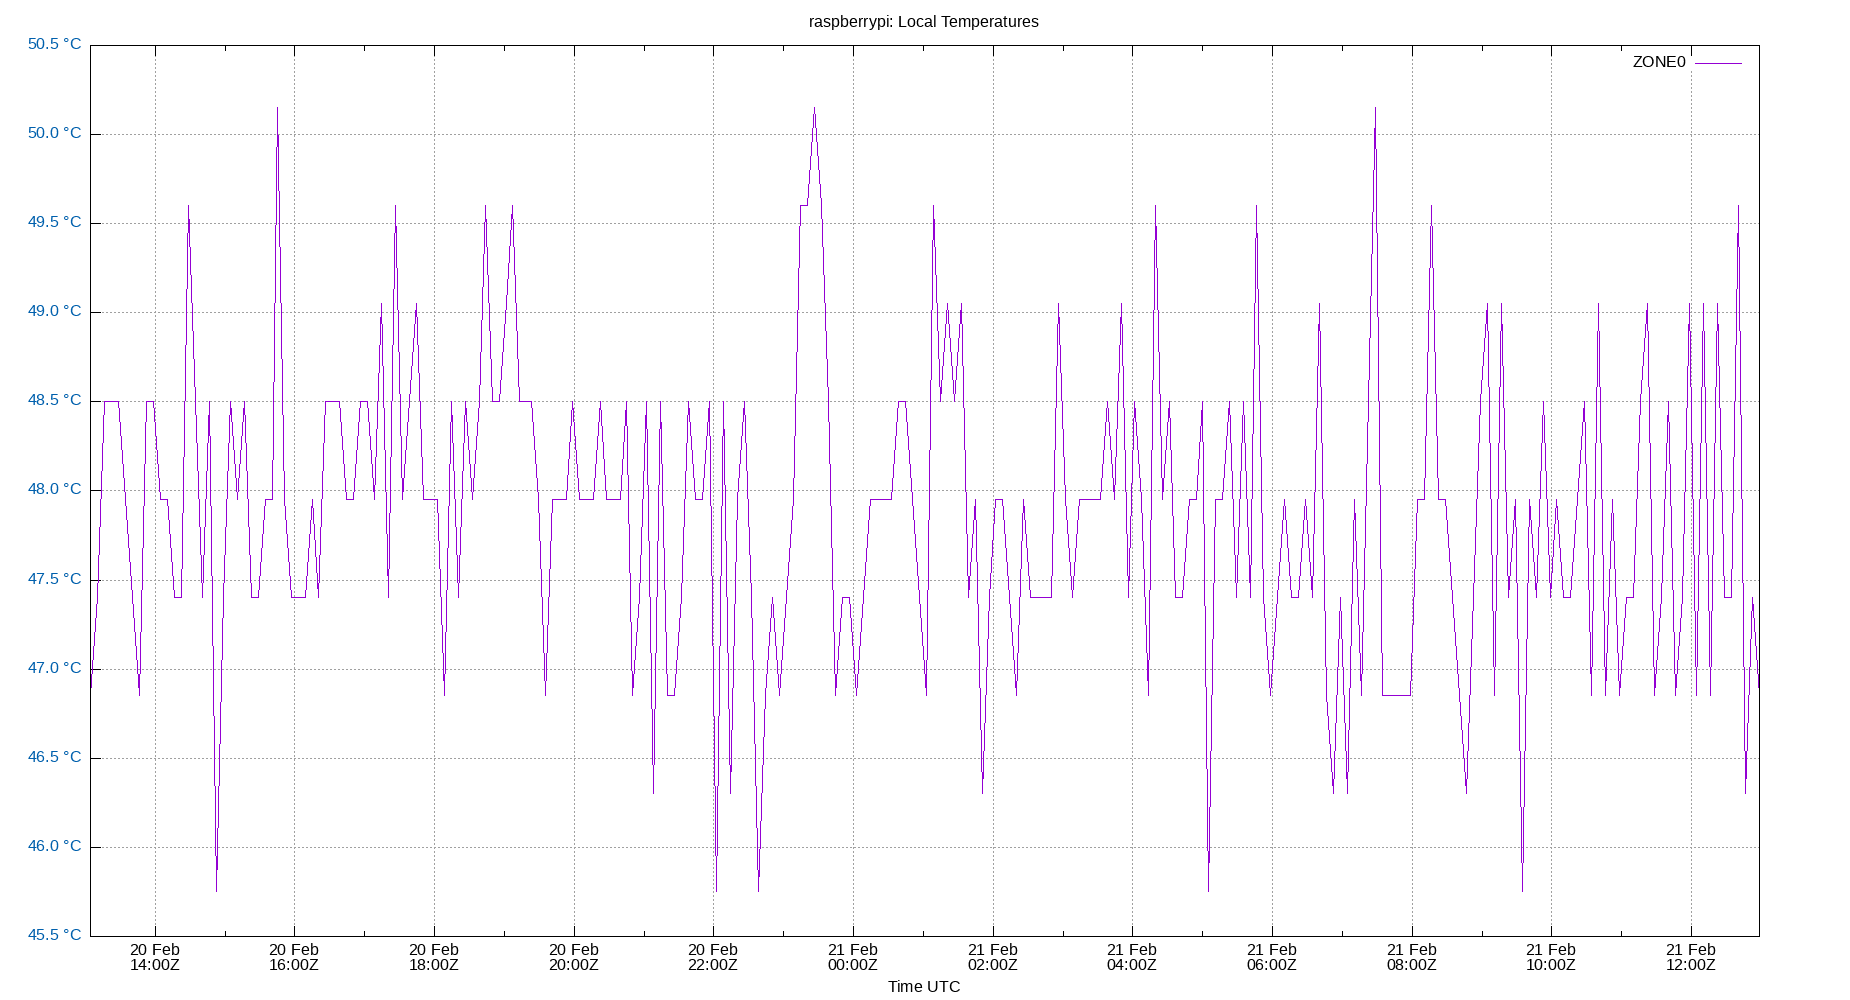 raspberrypi: Local Temperatures
ZONE0
50.5 °C
50.0 °C
49.5 °C
49.0 °C
48.5 °C
48.0 °C
47.5 °C
47.0 °C
46.5 °C
46.0 °C
45.5 °C
20 Feb 20 Feb 20 Feb 20 Feb 20 Feb 21 Feb 21 Feb 21 Feb 21 Feb 21 Feb 21 Feb 21 Feb
14:00Z 16:00Z 18:00Z 20:00Z 22:00Z 00:00Z 02:00Z 04:00Z 06:00Z 08:00Z 10:00Z 12:00Z
Time UTC